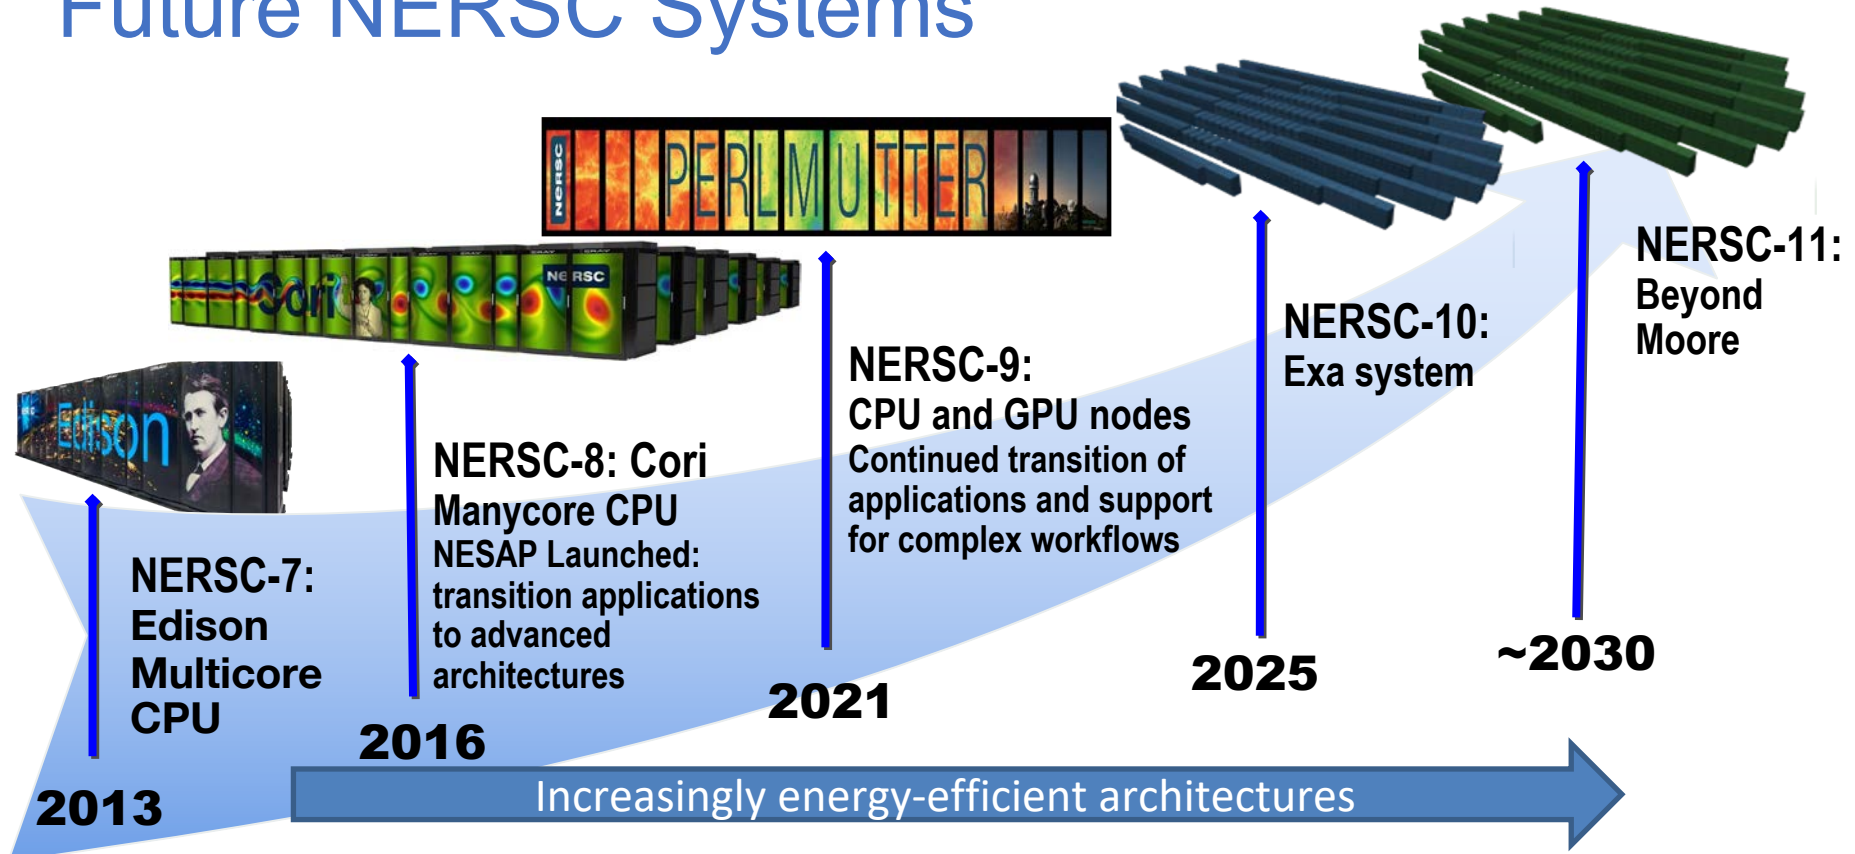 Future NERSC Systems
NERSC
PERLMUTTER
Cori
NERSC
Edison
NERSC-7:
Edison
Multicore
CPU
2013
NERSC-8: Cori
Manycore CPU
NESAP Launched:
transition applications
to advanced
architectures
2016
NERSC-9:
CPU and GPU nodes
Continued transition of
applications and support
for complex workflows
2021
NERSC-10:
Exa system
2025
NERSC-11:
Beyond
Moore
~2030
Increasingly energy-efficient architectures